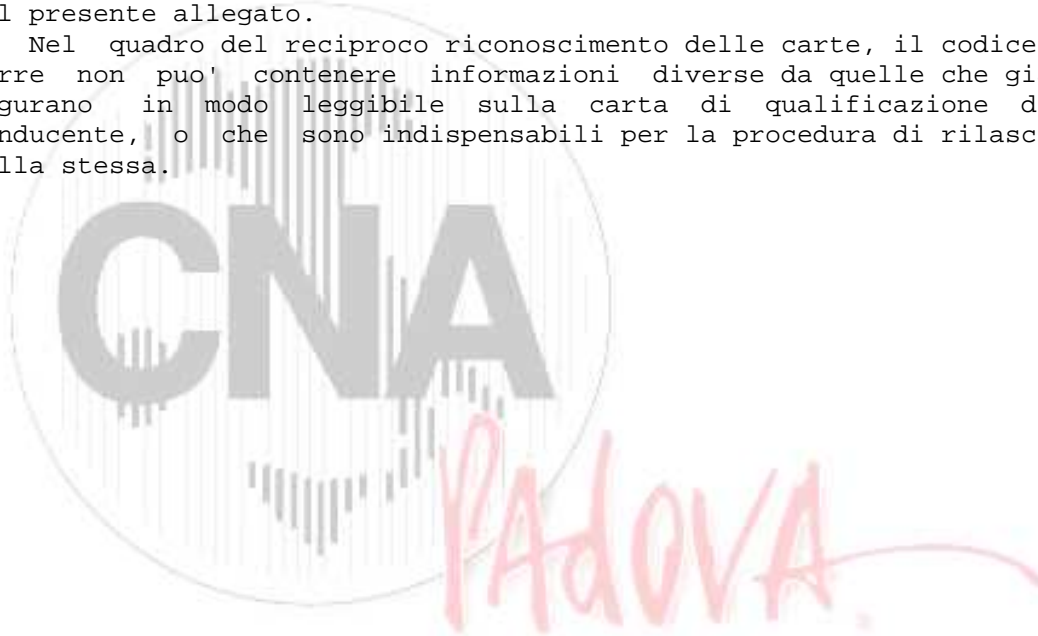 l presente allegato.
Nel quadro del reciproco riconoscimento delle carte, il codice
rre non puo' contenere informazioni diverse da quelle che gi
gurano in modo leggibile sulla carta di qualificazione d
nducente, o che sono indispensabili per la procedura di rilasc
lla stessa.
CNA
PAdOVA